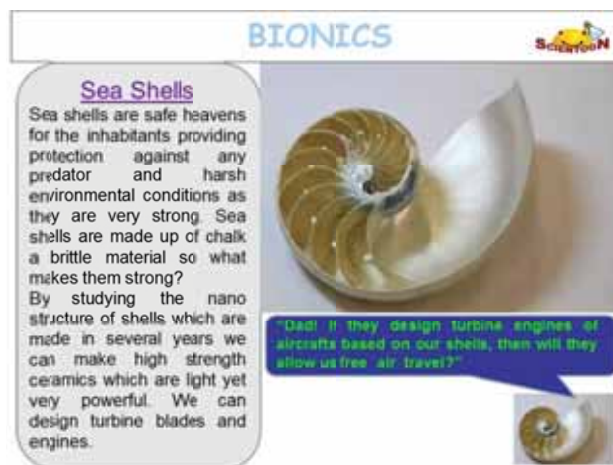 BIONICS
SCIENTOON
Sea Shells
Sea shells are safe heavens
for the inhabitants providing
protection against any
predator and harsh
environmental conditions as
they are very strong. Sea
shells are made up of chalk
a brittle material so what
makes them strong?
By studying the nano
structure of shells which are
made in several years we
can make high strength
ceramics which are light yet
very powerful. We can
design turbine blades and
engines.
"Dad! If they design turbine engines of
aircrafts based on our shells, then will they
allow us free air travel?"